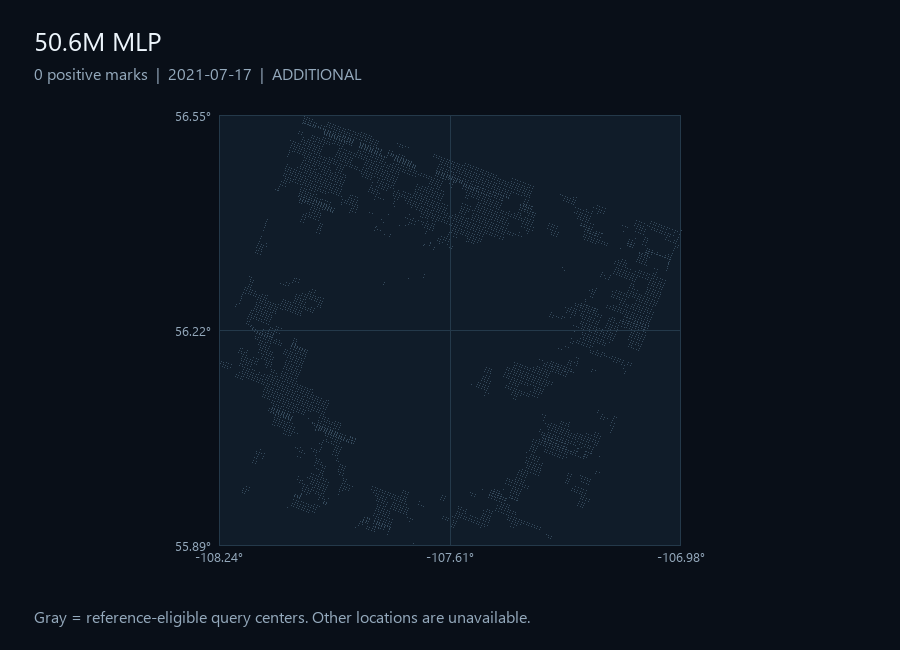 50.6M MLP
0 positive marks | 2021-07-17 | ADDITIONAL
56.55°
56.22°
55.89°
-108.24°
-107.61°
-106.98°
Gray = reference-eligible query centers. Other locations are unavailable.